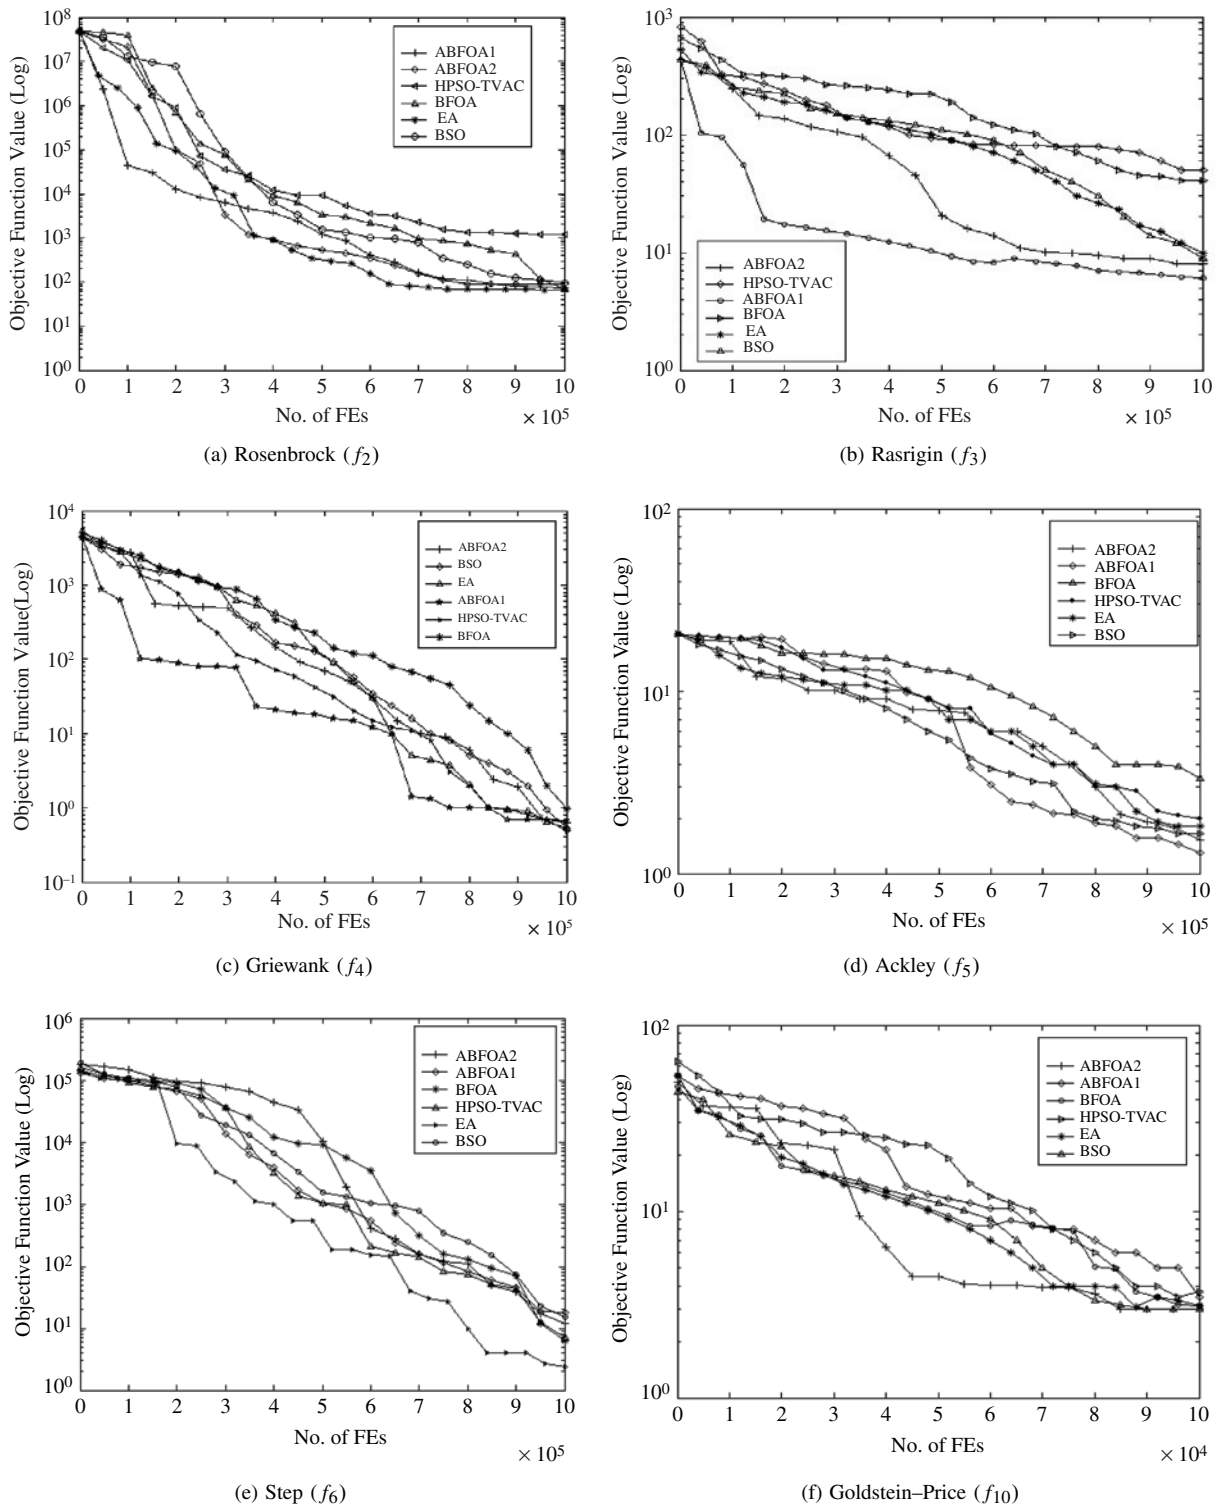 10^8
10^7
10^6
10^5
10^4
10^3
10^2
10^1
10^0
Objective Function Value (Log)
ABFOA1
ABFOA2
HPSO-TVAC
BFOA
EA
BSO
0 1 2 3 4 5 6 7 8 9 10
No. of FEs
× 10^5
(a) Rosenbrock (f_2)
10^3
10^2
10^1
10^0
Objective Function Value (Log)
ABFOA2
HPSO-TVAC
ABFOA1
BFOA
EA
BSO
0 1 2 3 4 5 6 7 8 9 10
No. of FEs
× 10^5
(b) Rasrigin (f_3)
10^4
10^3
10^2
10^1
10^0
10^−1
Objective Function Value(Log)
ABFOA2
BSO
EA
ABFOA1
HPSO-TVAC
BFOA
0 1 2 3 4 5 6 7 8 9 10
No. of FEs
× 10^5
(c) Griewank (f_4)
10^2
10^1
10^0
Objective Function Value (Log)
ABFOA2
ABFOA1
BFOA
HPSO-TVAC
EA
BSO
0 1 2 3 4 5 6 7 8 9 10
No. of FEs
× 10^5
(d) Ackley (f_5)
10^6
10^5
10^4
10^3
10^2
10^1
10^0
Objective Function Value (Log)
ABFOA2
ABFOA1
BFOA
HPSO-TVAC
EA
BSO
0 1 2 3 4 5 6 7 8 9 10
No. of FEs
× 10^5
(e) Step (f_6)
10^2
10^1
10^0
Objective Function Value (Log)
ABFOA2
ABFOA1
BFOA
HPSO-TVAC
EA
BSO
0 1 2 3 4 5 6 7 8 9 10
No. of FEs
× 10^4
(f) Goldstein–Price (f_10)